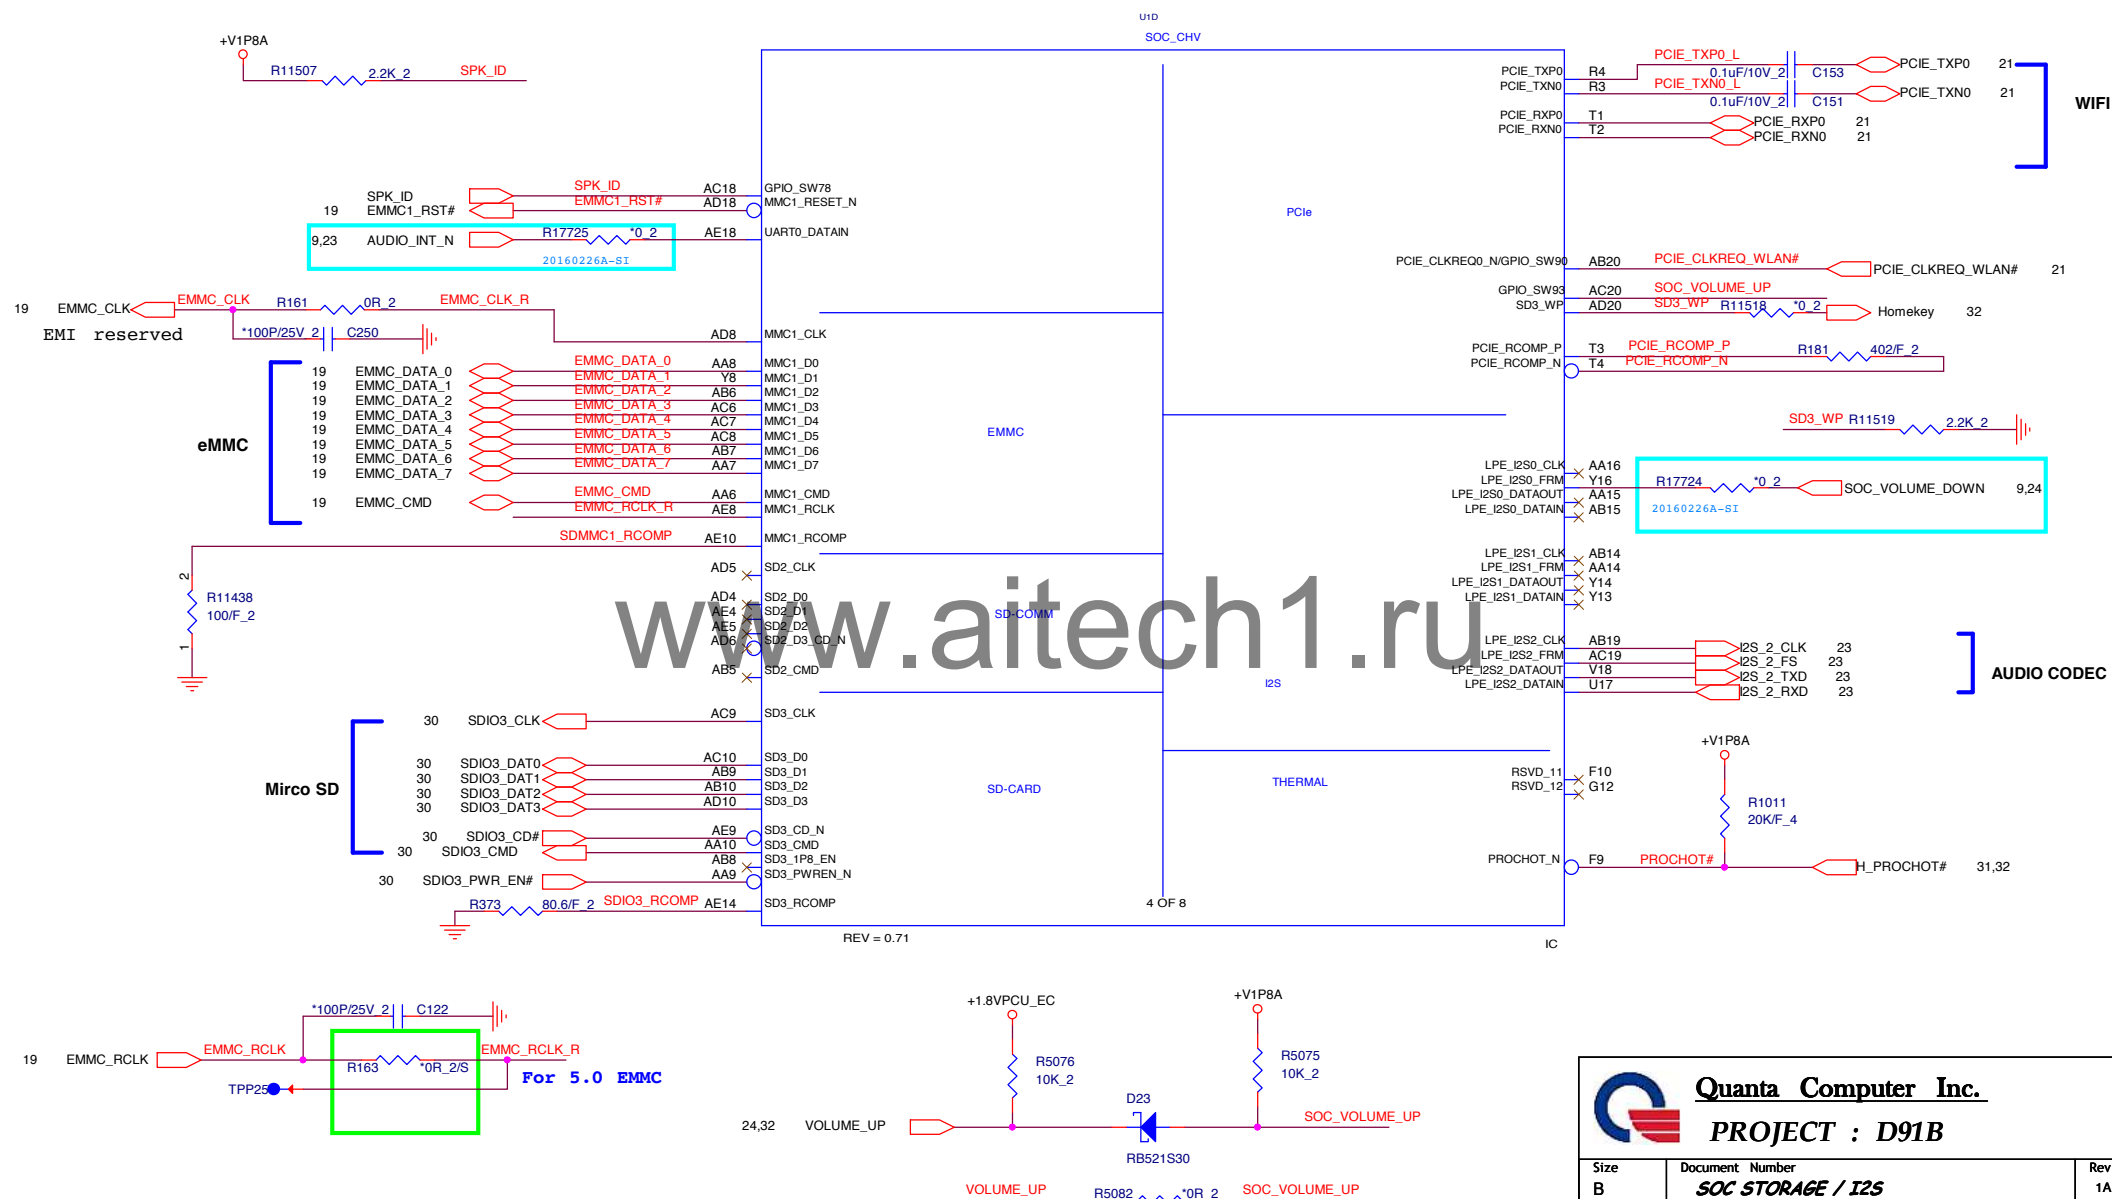 U1D
SOC_CHV
+V1P8A
R11507 2.2K_2 SPK_ID
SPK_ID SPK_ID AC18 GPIO_SW78
19 EMMC1_RST# EMMC1_RST# AD18 MMC1_RESET_N
9,23 AUDIO_INT_N R17725 *0_2 AE18 UART0_DATAIN
20160226A-SI
19 EMMC_CLK EMMC_CLK R161 0R_2 EMMC_CLK_R
EMI reserved
*100P/25V_2 C250
AD8 MMC1_CLK
eMMC
19 EMMC_DATA_0 EMMC_DATA_0 AA8 MMC1_D0
19 EMMC_DATA_1 EMMC_DATA_1 Y8 MMC1_D1
19 EMMC_DATA_2 EMMC_DATA_2 AB6 MMC1_D2
19 EMMC_DATA_3 EMMC_DATA_3 AC6 MMC1_D3
19 EMMC_DATA_4 EMMC_DATA_4 AC7 MMC1_D4
19 EMMC_DATA_5 EMMC_DATA_5 AC8 MMC1_D5
19 EMMC_DATA_6 EMMC_DATA_6 AB7 MMC1_D6
19 EMMC_DATA_7 EMMC_DATA_7 AA7 MMC1_D7
19 EMMC_CMD EMMC_CMD AA6 MMC1_CMD
EMMC_RCLK_R AE8 MMC1_RCLK
SDMMC1_RCOMP AE10 MMC1_RCOMP
2
R11438
100/F_2
1
AD5 SD2_CLK
AD4 SD2_D0
AE4 SD2_D1
AE5 SD2_D2
AD6 SD2_D3_CD_N
AB5 SD2_CMD
Mirco SD
30 SDIO3_CLK AC9 SD3_CLK
30 SDIO3_DAT0 AC10 SD3_D0
30 SDIO3_DAT1 AB9 SD3_D1
30 SDIO3_DAT2 AB10 SD3_D2
30 SDIO3_DAT3 AD10 SD3_D3
30 SDIO3_CD# AE9 SD3_CD_N
30 SDIO3_CMD AA10 SD3_CMD
AB8 SD3_1P8_EN
30 SDIO3_PWR_EN# AA9 SD3_PWREN_N
R373 80.6/F_2 SDIO3_RCOMP AE14 SD3_RCOMP
EMMC
SD-COMM
SD-CARD
PCIe
I2S
THERMAL
4 OF 8
REV = 0.71
IC
www.aitech1.ru
PCIE_TXP0 R4 PCIE_TXP0_L 0.1uF/10V_2 C153 PCIE_TXP0 21
PCIE_TXN0 R3 PCIE_TXN0_L 0.1uF/10V_2 C151 PCIE_TXN0 21
PCIE_RXP0 T1 PCIE_RXP0 21
PCIE_RXN0 T2 PCIE_RXN0 21
WIFI
PCIE_CLKREQ0_N/GPIO_SW90 AB20 PCIE_CLKREQ_WLAN# PCIE_CLKREQ_WLAN# 21
GPIO_SW93 AC20 SOC_VOLUME_UP
SD3_WP AD20 SD3_WP R11518 *0_2 Homekey 32
PCIE_RCOMP_P T3 PCIE_RCOMP_P R181 402/F_2
PCIE_RCOMP_N T4 PCIE_RCOMP_N
SD3_WP R11519 2.2K_2
LPE_I2S0_CLK AA16
LPE_I2S0_FRM Y16 R17724 *0_2 SOC_VOLUME_DOWN 9,24
LPE_I2S0_DATAOUT AA15
LPE_I2S0_DATAIN AB15
20160226A-SI
LPE_I2S1_CLK AB14
LPE_I2S1_FRM AA14
LPE_I2S1_DATAOUT Y14
LPE_I2S1_DATAIN Y13
LPE_I2S2_CLK AB19 I2S_2_CLK 23
LPE_I2S2_FRM AC19 I2S_2_FS 23
LPE_I2S2_DATAOUT V18 I2S_2_TXD 23
LPE_I2S2_DATAIN U17 I2S_2_RXD 23
AUDIO CODEC
+V1P8A
RSVD_11 F10
RSVD_12 G12
R1011
20K/F_4
PROCHOT_N F9 PROCHOT# H_PROCHOT# 31,32
*100P/25V_2 C122
19 EMMC_RCLK EMMC_RCLK R163 *0R_2/S EMMC_RCLK_R
TPP25
For 5.0 EMMC
+1.8VPCU_EC
+V1P8A
R5076
10K_2
R5075
10K_2
D23
24,32 VOLUME_UP SOC_VOLUME_UP
RB521S30
VOLUME_UP R5082 *0R_2 SOC_VOLUME_UP
Quanta Computer Inc.
PROJECT : D91B
Size Document Number Rev
B SOC STORAGE / I2S 1A